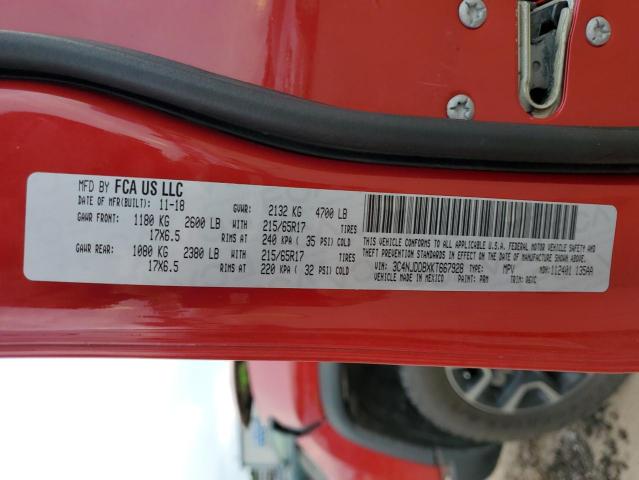 MFD BY FCA US LLC
DATE OF MFR(BUILT): 11-18 GVWR: 2132 KG 4700 LB
GAWR FRONT: 1180 KG 2600 LB WITH 215/65R17 TIRES
17X6.5 RIMS AT 240 KPA ( 35 PSI) COLD
GAWR REAR: 1080 KG 2380 LB WITH 215/65R17 TIRES
17X6.5 RIMS AT 220 KPA ( 32 PSI) COLD
THIS VEHICLE CONFORMS TO ALL APPLICABLE U.S.A. FEDERAL MOTOR VEHICLE SAFETY AND
THEFT PREVENTION STANDARDS IN EFFECT ON THE DATE OF MANUFACTURE SHOWN ABOVE.
VIN: 3C4NJDDBXKT667928 TYPE: MPV MDH: 112401 135AA
VEHICLE MADE IN MEXICO PAINT: PRM TRIM: